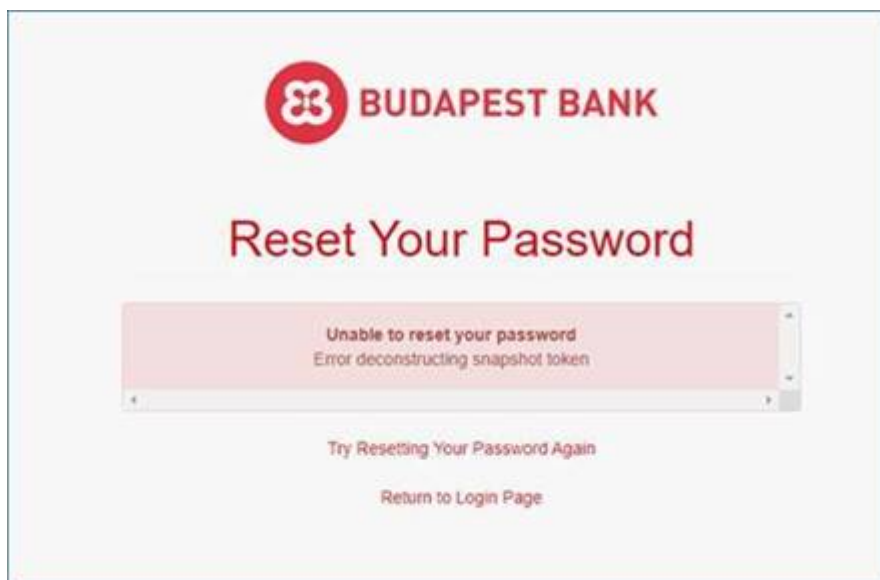 BUDAPEST BANK
Reset Your Password
Unable to reset your password
Error deconstructing snapshot token
Try Resetting Your Password Again
Return to Login Page